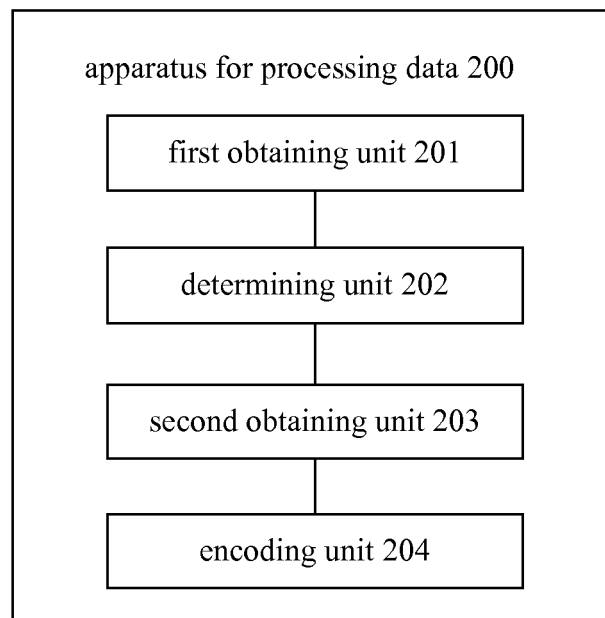 apparatus for processing data 200
first obtaining unit 201
determining unit 202
second obtaining unit 203
encoding unit 204